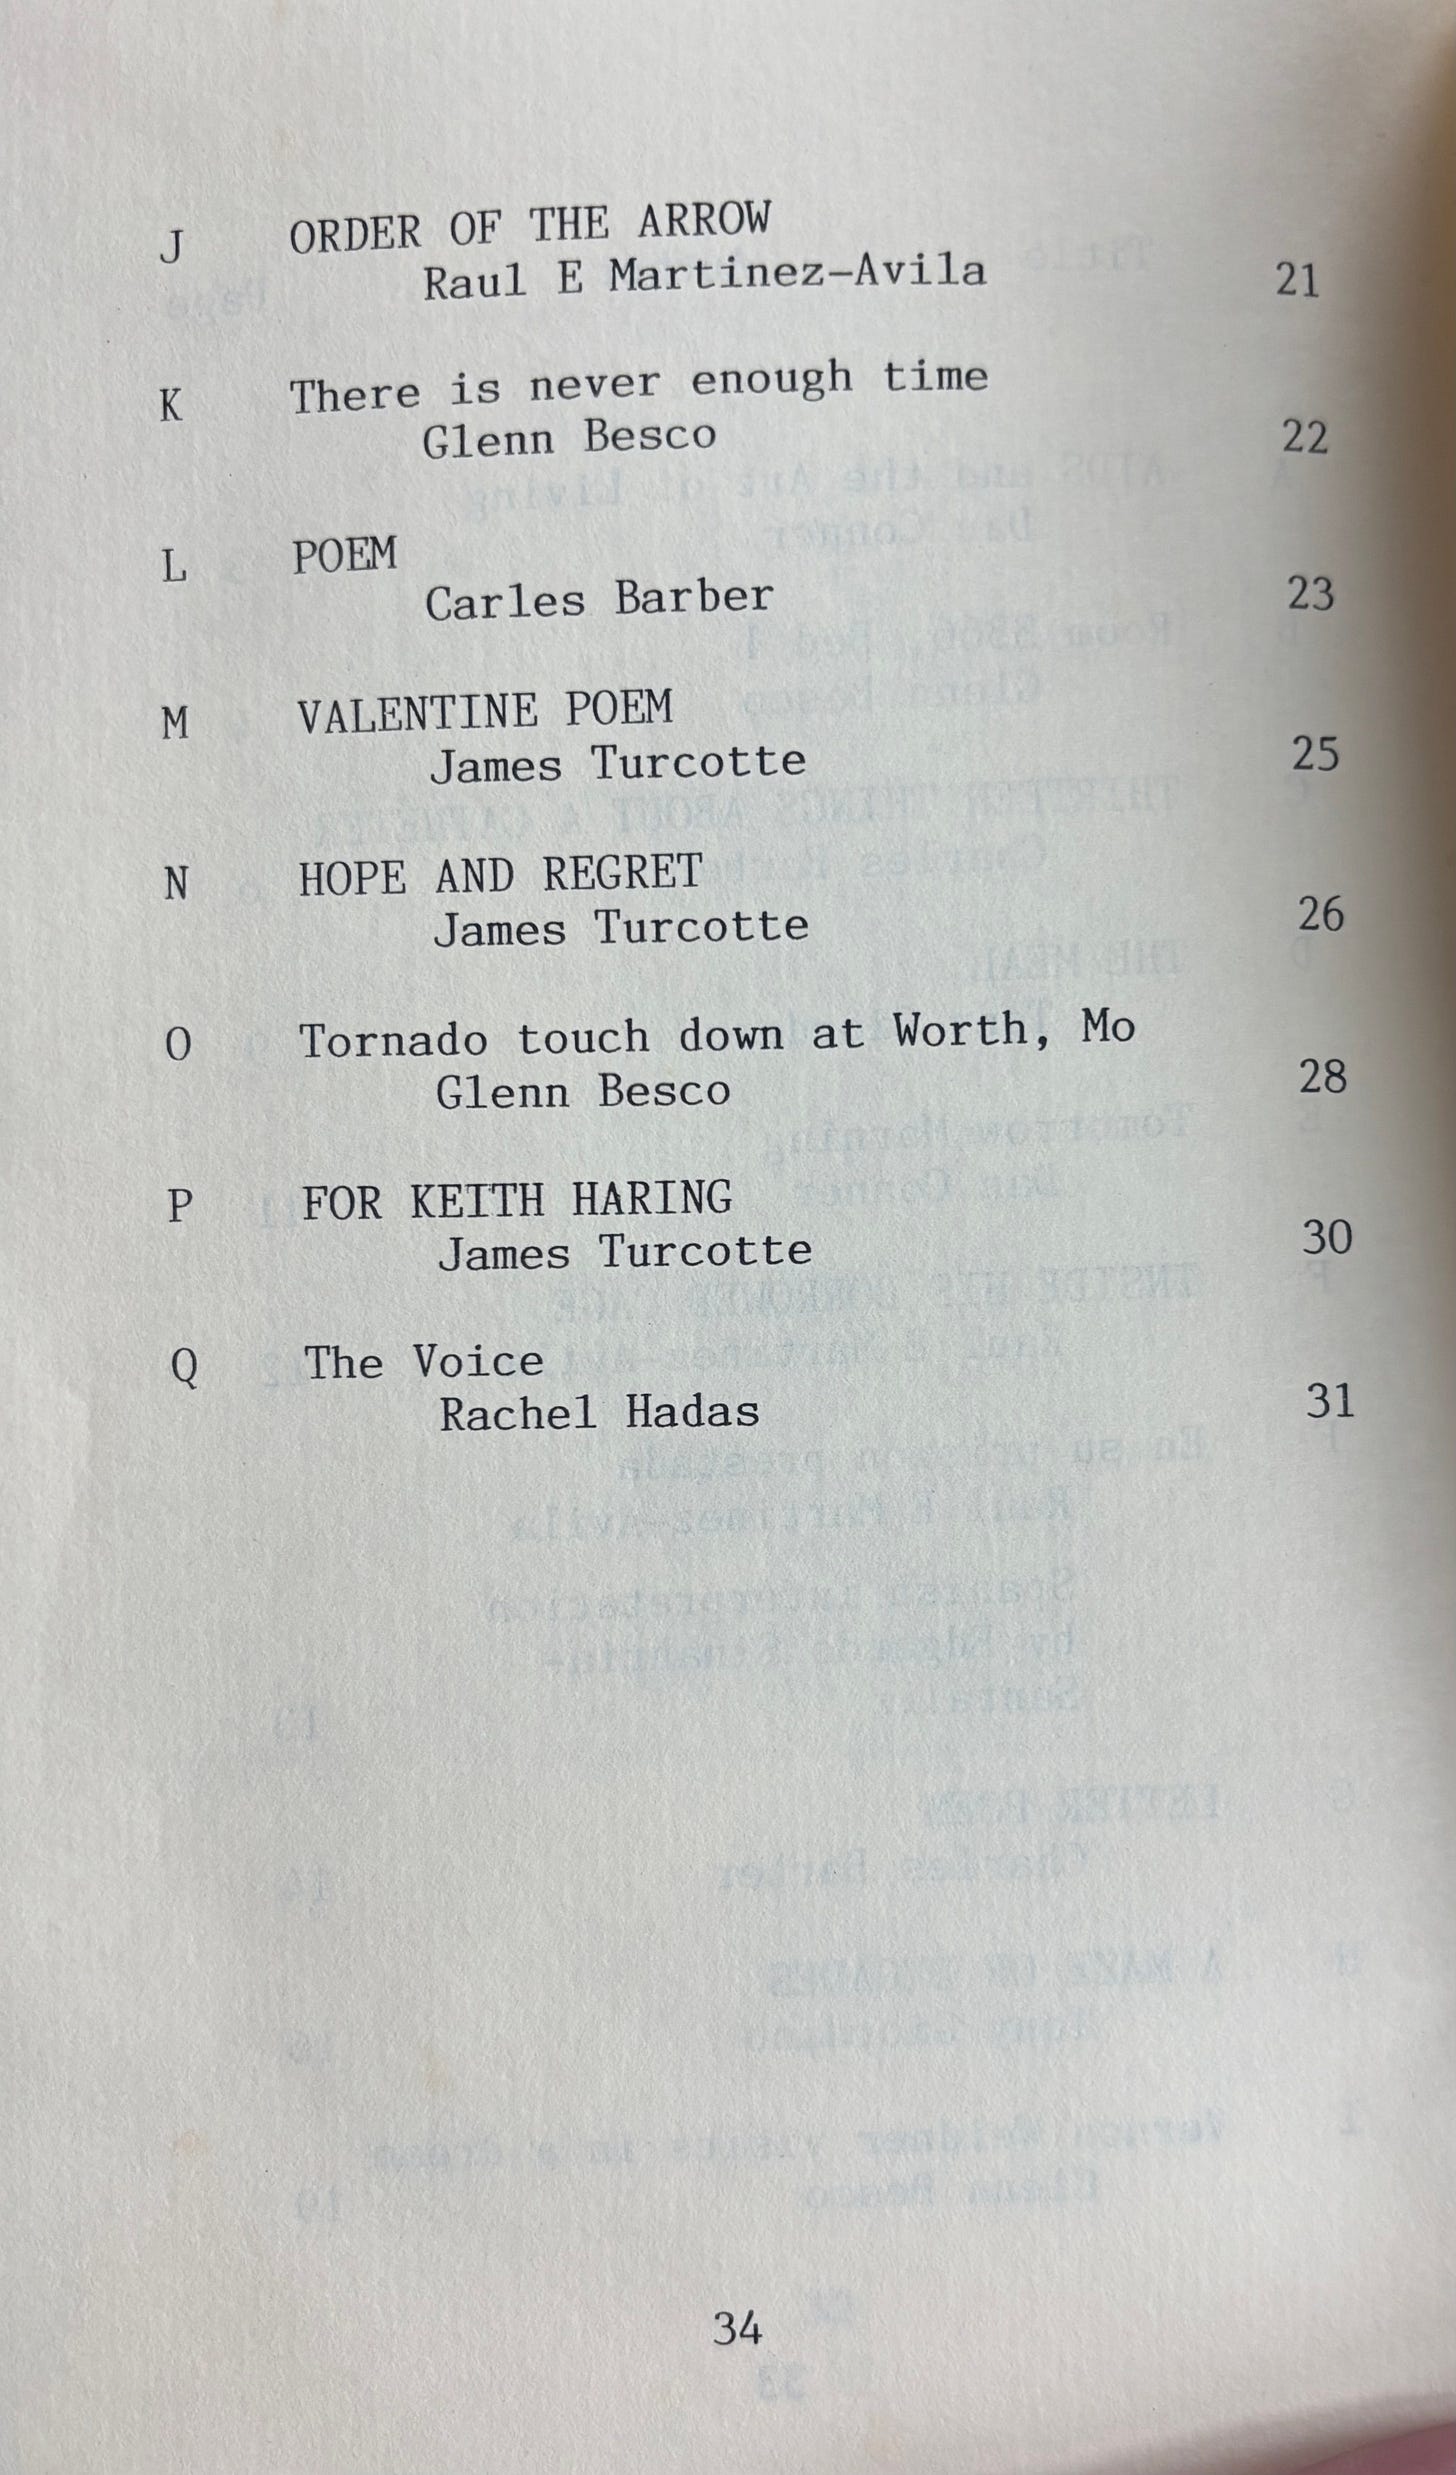 J ORDER OF THE ARROW
Raul E Martinez-Avila 21
K There is never enough time
Glenn Besco 22
L POEM
Carles Barber 23
M VALENTINE POEM
James Turcotte 25
N HOPE AND REGRET
James Turcotte 26
O Tornado touch down at Worth, Mo
Glenn Besco 28
P FOR KEITH HARING
James Turcotte 30
Q The Voice
Rachel Hadas 31
34